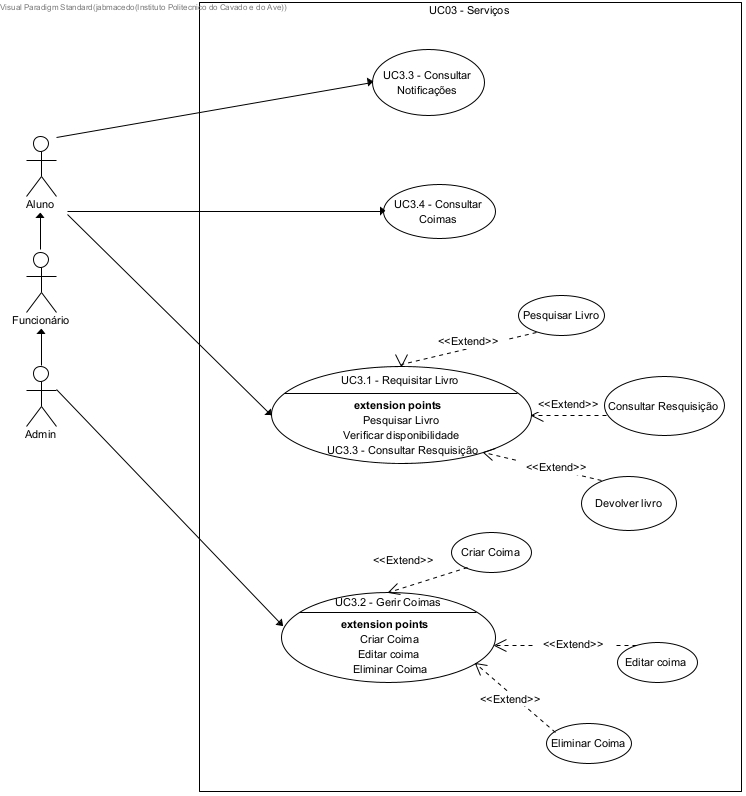 Visual Paradigm Standard(jabmacedo(Instituto Politecnico do Cavado e do Ave))
UC03 - Serviços
UC3.3 - Consultar
Notificações
Aluno
UC3.4 - Consultar
Coimas
Funcionário
Pesquisar Livro
<<Extend>>
UC3.1 - Requisitar Livro
extension points
Pesquisar Livro
Verificar disponibilidade
UC3.3 - Consultar Resquisição
<<Extend>>
Consultar Resquisição
Admin
<<Extend>>
Devolver livro
Criar Coima
<<Extend>>
UC3.2 - Gerir Coimas
extension points
Criar Coima
Editar coima
Eliminar Coima
<<Extend>>
Editar coima
<<Extend>>
Eliminar Coima